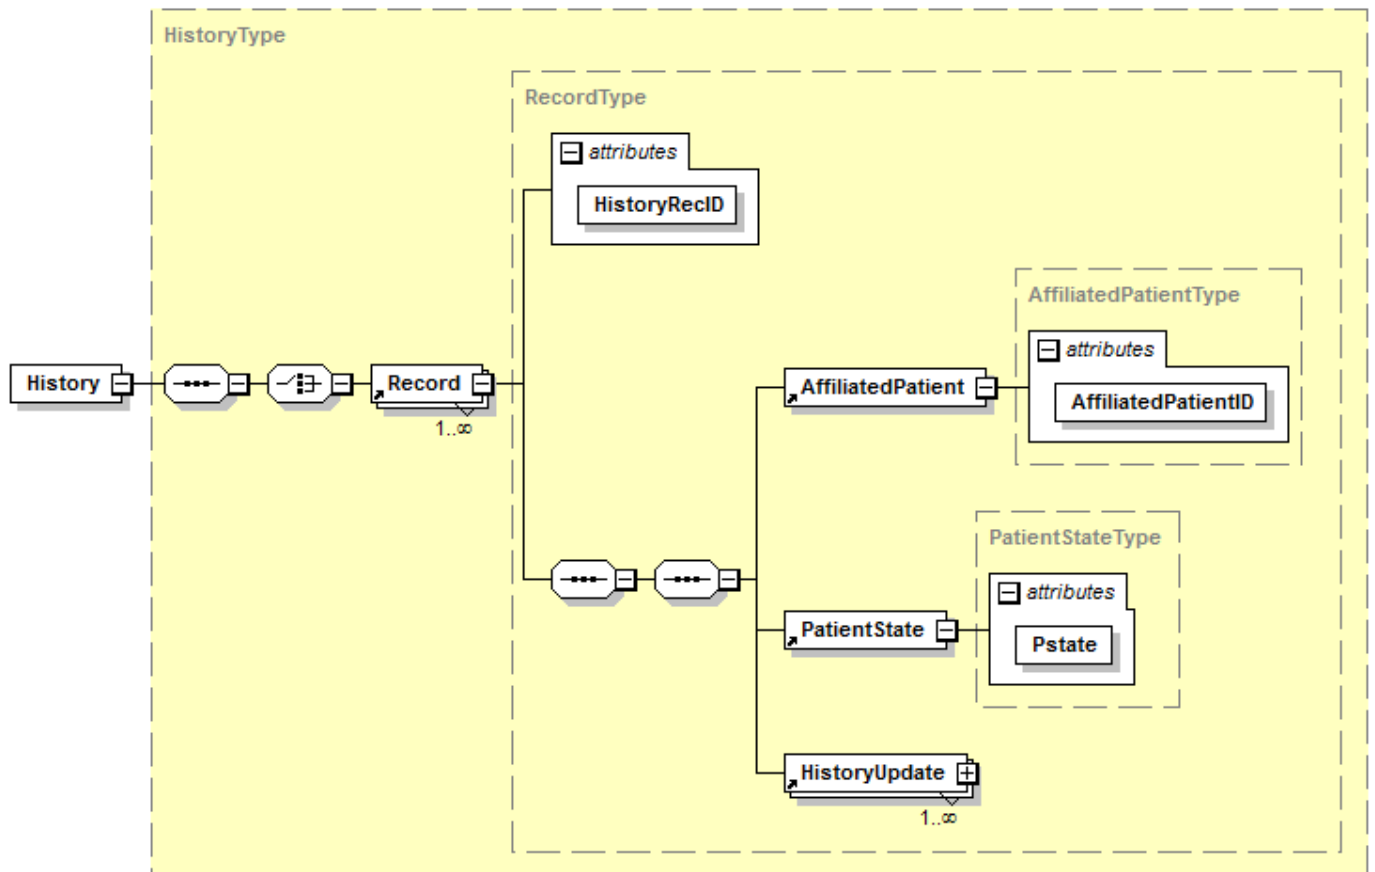 HistoryType
RecordType
attributes
HistoryRecID
AffiliatedPatientType
attributes
AffiliatedPatientID
History
Record
1..∞
AffiliatedPatient
PatientStateType
attributes
Pstate
PatientState
HistoryUpdate
1..∞